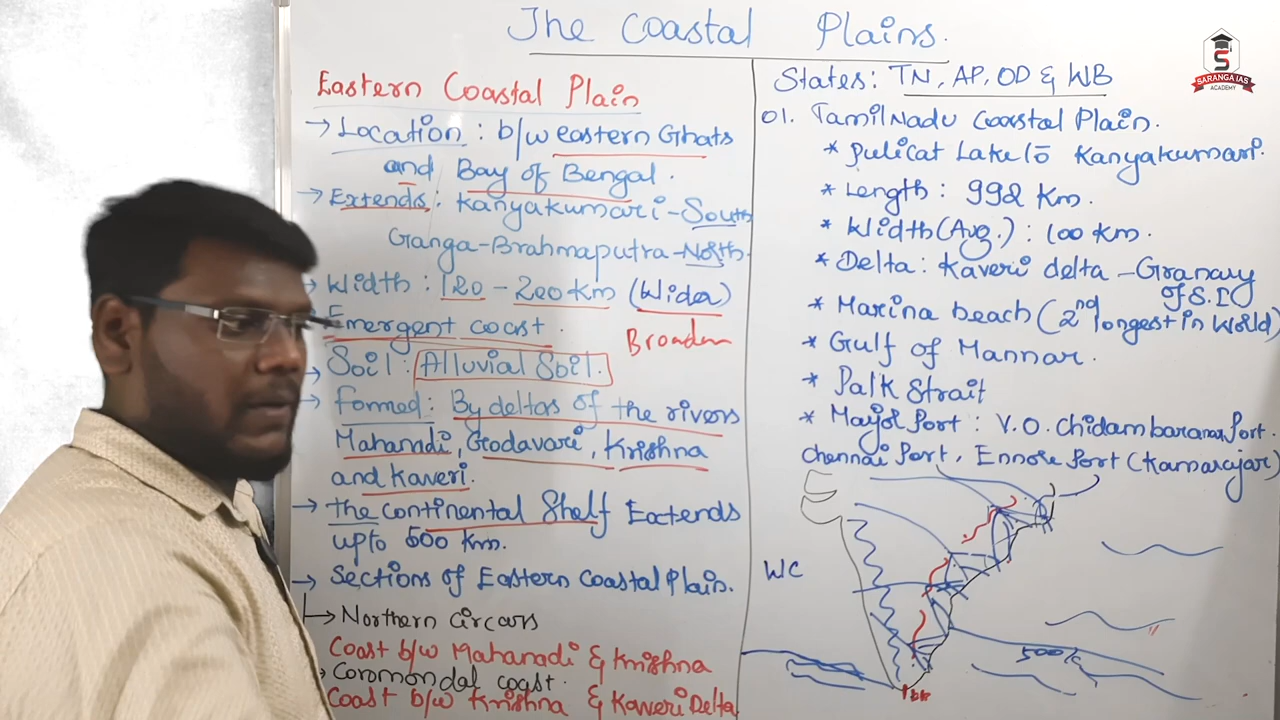 The Coastal Plains.
SARANGA IAS
ACADEMY
Eastern Coastal Plain
→ Location : b/w eastern Ghats
and Bay of Bengal.
→ Extends : Kanyakumari-South
Ganga-Brahmaputra-North.
→ Width : 120 - 200 Km (Wider)
Emergent coast.
Broader
→ Soil : Alluvial Soil.
→ formed : By deltas of the rivers
Mahanadi, Godavari, Krishna
and Kaveri.
→ the continental Shelf Extends
upto 500 Km.
→ Sections of Eastern Coastal Plain.
→ Northern circars
Coast b/w Mahanadi & Krishna
→ Coromondal coast.
Coast b/w Krishna & Kaveri Delta
States : TN, AP, OD & WB
01. Tamil Nadu Coastal Plain.
* Pulicat Lake to Kanyakumari.
* Length : 992 Km.
* Width (Avg.) : 100 Km.
* Delta : Kaveri delta - Granary
of S.I
* Marina beach (2nd longest in World)
* Gulf of Mannar.
* Palk Strait
* Major Port : V.O. Chidambaranar Port.
Chennai Port, Ennore Port (Kamarajar)
WC